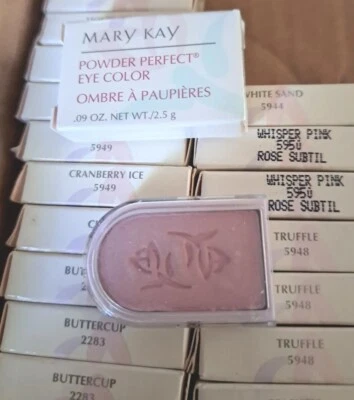 MARY KAY
POWDER PERFECT®
EYE COLOR
OMBRE À PAUPIÈRES
.09 OZ. NET WT./2.5 g
5949
CRANBERRY ICE
5949
BUTTERCUP
2283
BUTTERCUP
2283
WHITE SAND
5944
WHISPER PINK
5950
ROSE SUBTIL
WHISPER PINK
5950
ROSE SUBTIL
TRUFFLE
5948
TRUFFLE
5948